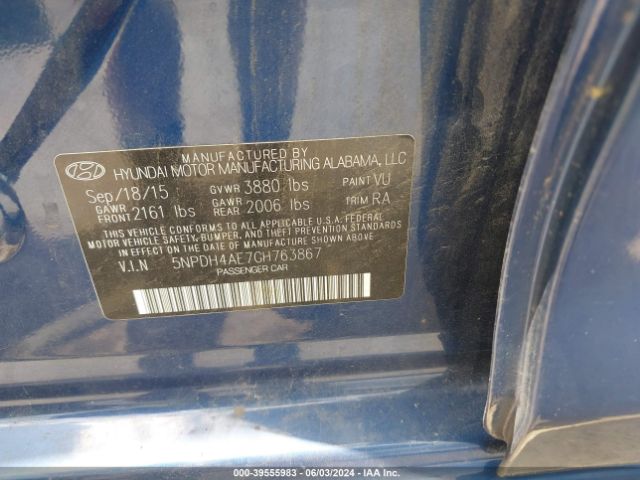 MANUFACTURED BY
HYUNDAI MOTOR MANUFACTURING ALABAMA, LLC
Sep/18/15 GVWR 3880 lbs PAINT VU
GAWR FRONT 2161 lbs GAWR REAR 2006 lbs TRIM RA
THIS VEHICLE CONFORMS TO ALL APPLICABLE U.S.A. FEDERAL
MOTOR VEHICLE SAFETY, BUMPER, AND THEFT PREVENTION STANDARDS
IN EFFECT ON THE DATE OF MANUFACTURE SHOWN ABOVE.
V.I.N 5NPDH4AE7GH763867
PASSENGER CAR
000-39555983 - 06/03/2024 - IAA Inc.